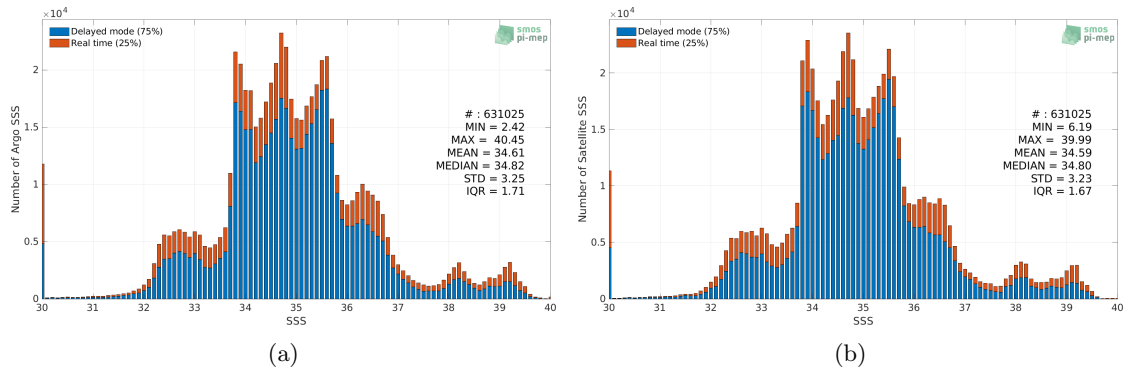 ×10^4
Delayed mode (75%)
Real time (25%)
smos
pi-mep
# : 631025
MIN = 2.42
MAX = 40.45
MEAN = 34.61
MEDIAN = 34.82
STD = 3.25
IQR = 1.71
Number of Argo SSS
2
1.5
1
0.5
0
30 31 32 33 34 35 36 37 38 39 40
SSS
(a)
×10^4
Delayed mode (75%)
Real time (25%)
smos
pi-mep
# : 631025
MIN = 6.19
MAX = 39.99
MEAN = 34.59
MEDIAN = 34.80
STD = 3.23
IQR = 1.67
Number of Satellite SSS
2
1.5
1
0.5
0
30 31 32 33 34 35 36 37 38 39 40
SSS
(b)